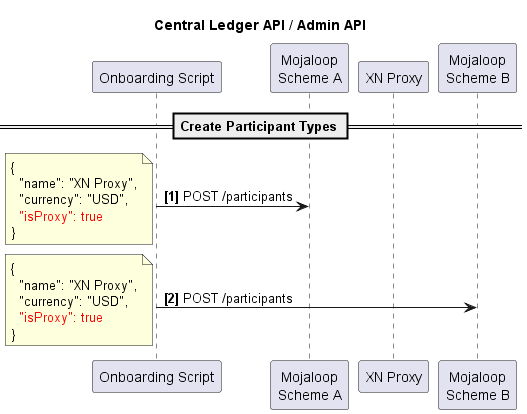 Central Ledger API / Admin API
Onboarding Script
Mojaloop
Scheme A
XN Proxy
Mojaloop
Scheme B
Create Participant Types
{
"name": "XN Proxy",
"currency": "USD",
"isProxy": true
}
[1] POST /participants
{
"name": "XN Proxy",
"currency": "USD",
"isProxy": true
}
[2] POST /participants
Onboarding Script
Mojaloop
Scheme A
XN Proxy
Mojaloop
Scheme B